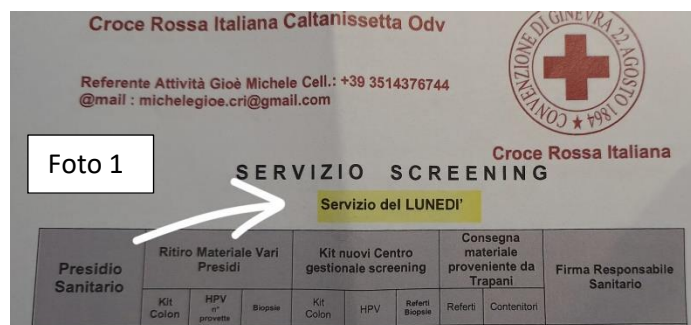 Croce Rossa Italiana Caltanissetta Odv
Referente Attività Gioè Michele Cell.: +39 3514376744
@mail : michelegioe.cri@gmail.com
CONVENZIONE DI GINEVRA 22 AGOSTO 1864 ★
Croce Rossa Italiana
Foto 1
SERVIZIO SCREENING
Servizio del LUNEDI'
Presidio Sanitario
Ritiro Materiale Vari Presidi
Kit nuovi Centro gestionale screening
Consegna materiale proveniente da Trapani
Firma Responsabile Sanitario
Kit Colon
HPV n° provette
Biopsie
Kit Colon
HPV
Referti Biopsie
Referti
Contenitori